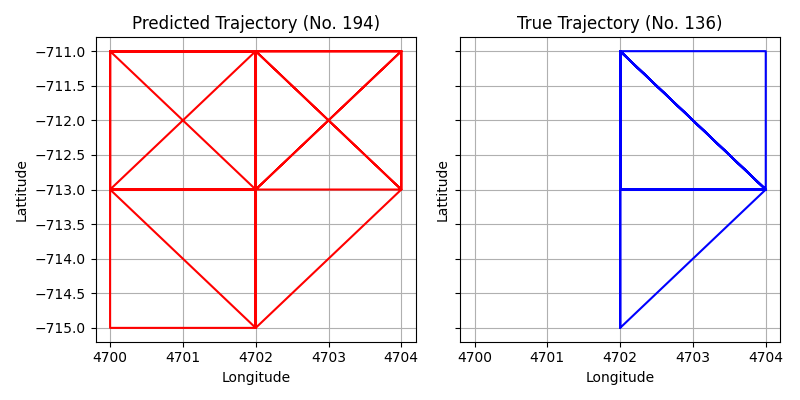 Predicted Trajectory (No. 194)
True Trajectory (No. 136)
−711.0
−711.5
−712.0
−712.5
−713.0
−713.5
−714.0
−714.5
−715.0
Lattitude
Lattitude
4700 4701 4702 4703 4704
4700 4701 4702 4703 4704
Longitude
Longitude